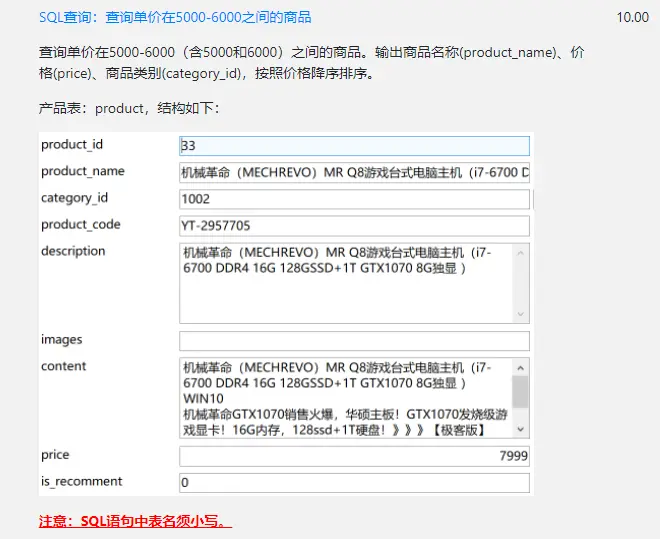 SQL查询：查询单价在5000-6000之间的商品 10.00
查询单价在5000-6000（含5000和6000）之间的商品。输出商品名称(product_name)、价
格(price)、商品类别(category_id)，按照价格降序排序。
产品表：product，结构如下：
product_id 33
product_name 机械革命（MECHREVO）MR Q8游戏台式电脑主机（i7-6700 D
category_id 1002
product_code YT-2957705
description 机械革命（MECHREVO）MR Q8游戏台式电脑主机（i7-
6700 DDR4 16G 128GSSD+1T GTX1070 8G独显 ）
images
content 机械革命（MECHREVO）MR Q8游戏台式电脑主机（i7-
6700 DDR4 16G 128GSSD+1T GTX1070 8G独显 ）
WIN10
机械革命GTX1070销售火爆，华硕主板！GTX1070发烧级游
戏显卡！16G内存，128ssd+1T硬盘！》》》【极客版】
price 7999
is_recomment 0
注意：SQL语句中表名须小写。